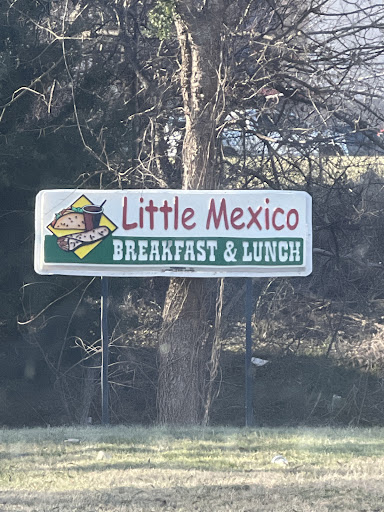 Little Mexico
BREAKFAST & LUNCH